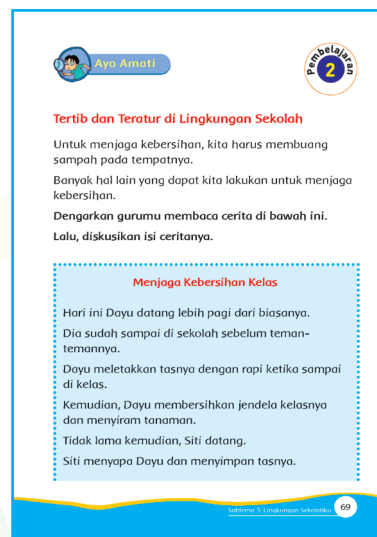 Ayo Amati
Pembelajaran
2
Tertib dan Teratur di Lingkungan Sekolah
Untuk menjaga kebersihan, kita harus membuang
sampah pada tempatnya.
Banyak hal lain yang dapat kita lakukan untuk menjaga
kebersihan.
Dengarkan gurumu membaca cerita di bawah ini.
Lalu, diskusikan isi ceritanya.
Menjaga Kebersihan Kelas
Hari ini Dayu datang lebih pagi dari biasanya.
Dia sudah sampai di sekolah sebelum teman-
temannya.
Dayu meletakkan tasnya dengan rapi ketika sampai
di kelas.
Kemudian, Dayu membersihkan jendela kelasnya
dan menyiram tanaman.
Tidak lama kemudian, Siti datang.
Siti menyapa Dayu dan menyimpan tasnya.
Subtema 3: Lingkungan Sekolahku
69